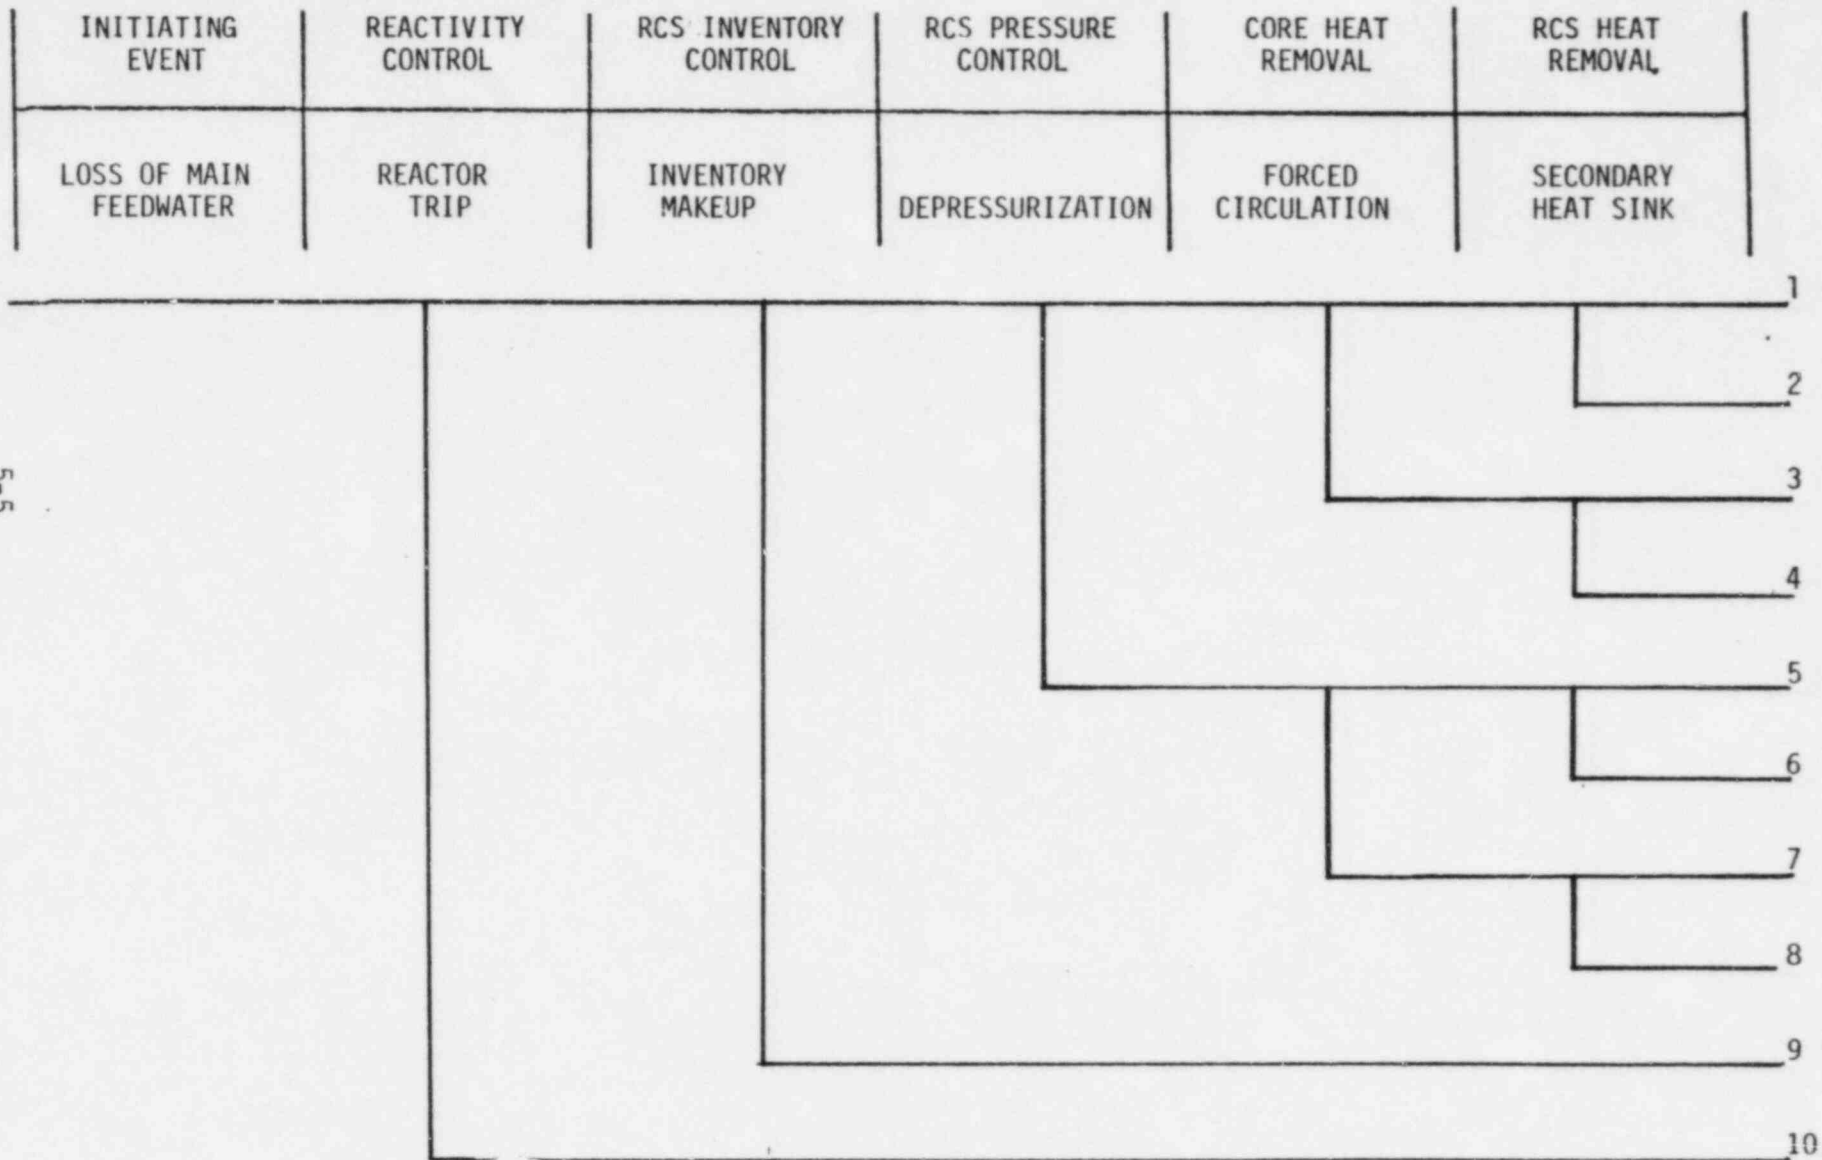 INITIATING
EVENT
REACTIVITY
CONTROL
RCS INVENTORY
CONTROL
RCS PRESSURE
CONTROL
CORE HEAT
REMOVAL
RCS HEAT
REMOVAL
LOSS OF MAIN
FEEDWATER
REACTOR
TRIP
INVENTORY
MAKEUP
DEPRESSURIZATION
FORCED
CIRCULATION
SECONDARY
HEAT SINK
1
2
3
4
5
6
7
8
9
10
5-5